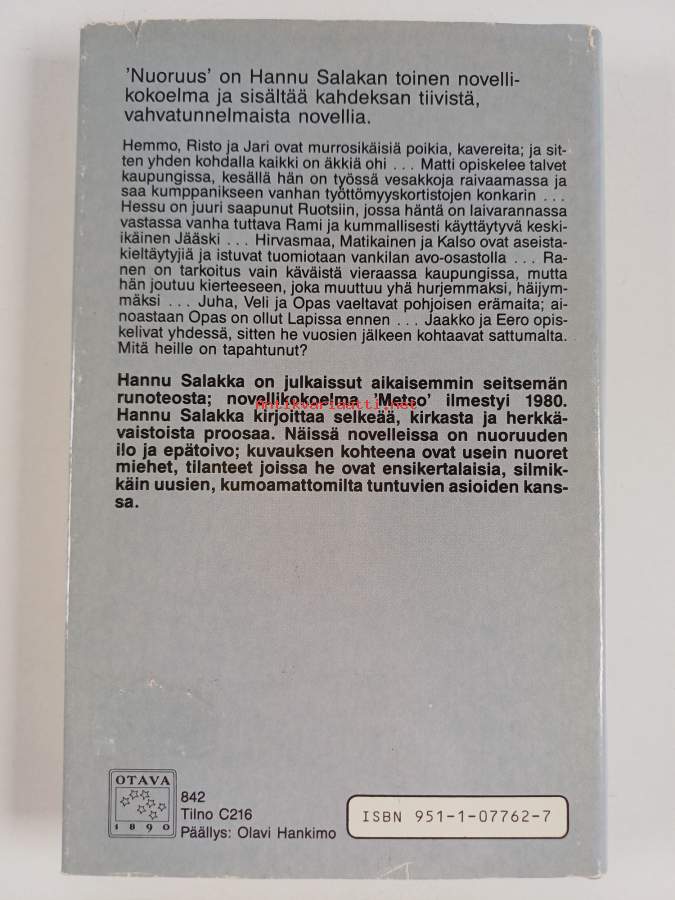 'Nuoruus' on Hannu Salakan toinen novelli-
kokoelma ja sisältää kahdeksan tiivistä,
vahvatunnelmaista novellia.
Hemmo, Risto ja Jari ovat murrosikäisiä poikia, kavereita; ja sit-
ten yhden kohdalla kaikki on äkkiä ohi . . . Matti opiskelee talvet
kaupungissa, kesällä hän on työssä vesakkoja raivaamassa ja
saa kumppanikseen vanhan työttömyyskortistojen konkarin . . .
Hessu on juuri saapunut Ruotsiin, jossa häntä on laivarannassa
vastassa vanha tuttava Rami ja kummallisesti käyttäytyvä keski-
ikäinen Jääski . . . Hirvasmaa, Matikainen ja Kalso ovat aseista-
kieltäytyjiä ja istuvat tuomiotaan vankilan avo-osastolla . . . Ra-
nen on tarkoitus vain käväistä vieraassa kaupungissa, mutta
hän joutuu kierteeseen, joka muuttuu yhä hurjemmaksi, häijym-
mäksi . . . Juha, Veli ja Opas vaeltavat pohjoisen erämaita; ai-
noastaan Opas on ollut Lapissa ennen . . . Jaakko ja Eero opis-
kelivat yhdessä, sitten he vuosien jälkeen kohtaavat sattumalta.
Mitä heille on tapahtunut?
Hannu Salakka on julkaissut aikaisemmin seitsemän
runoteosta; novellikokoelma 'Metso' ilmestyi 1980.
Antikvariaatti.net
Hannu Salakka kirjoittaa selkeää, kirkasta ja herkkä-
vaistoista proosaa. Näissä novelleissa on nuoruuden
ilo ja epätoivo; kuvauksen kohteena ovat usein nuoret
miehet, tilanteet joissa he ovat ensikertalaisia, silmik-
käin uusien, kumoamattomilta tuntuvien asioiden kans-
sa.
OTAVA
1890
842
Tilno C216
Päällys: Olavi Hankimo
ISBN 951-1-07762-7